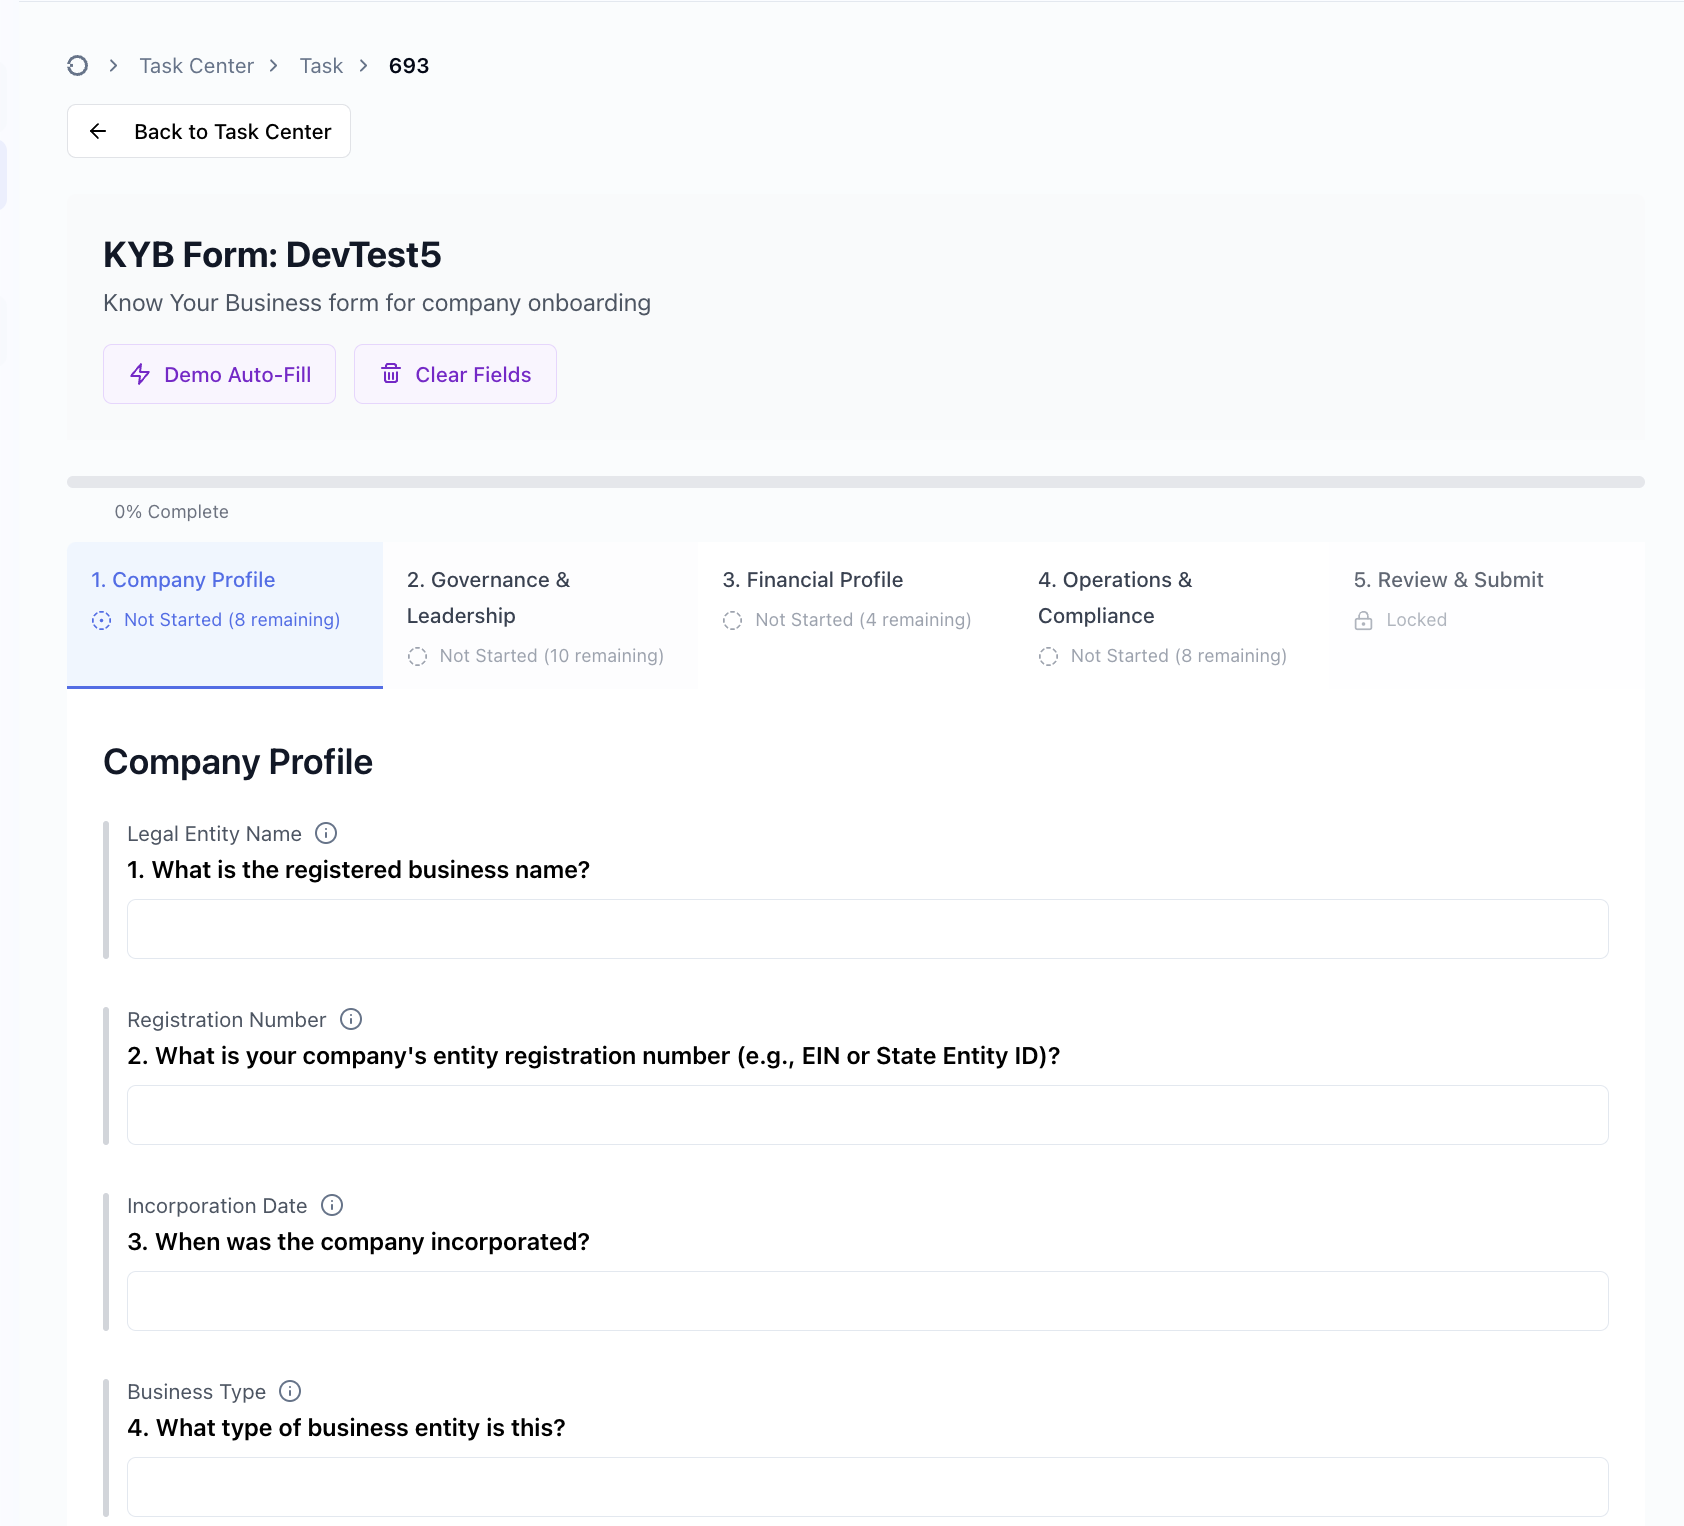 Task Center > Task > 693
Back to Task Center
KYB Form: DevTest5
Know Your Business form for company onboarding
Demo Auto-Fill
Clear Fields
0% Complete
1. Company Profile
Not Started (8 remaining)
2. Governance &
Leadership
Not Started (10 remaining)
3. Financial Profile
Not Started (4 remaining)
4. Operations &
Compliance
Not Started (8 remaining)
5. Review & Submit
Locked
Company Profile
Legal Entity Name
1. What is the registered business name?
Registration Number
2. What is your company's entity registration number (e.g., EIN or State Entity ID)?
Incorporation Date
3. When was the company incorporated?
Business Type
4. What type of business entity is this?